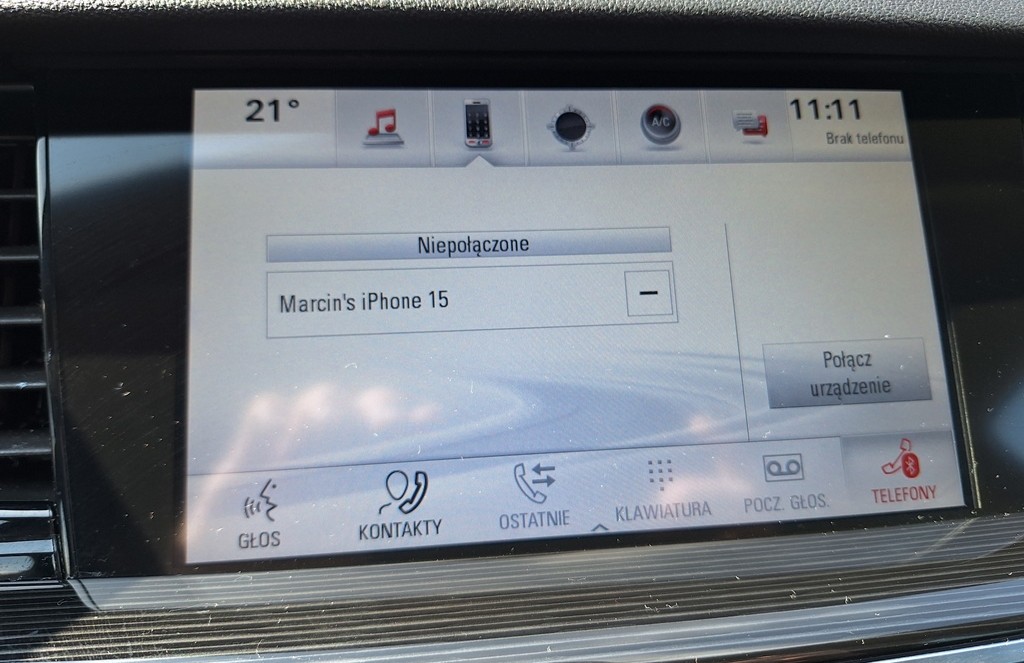 21°
A/C
11:11
Brak telefonu
Niepołączone
Marcin's iPhone 15
Połącz
urządzenie
GŁOS
KONTAKTY
OSTATNIE
KLAWIATURA
POCZ. GŁOS.
TELEFONY